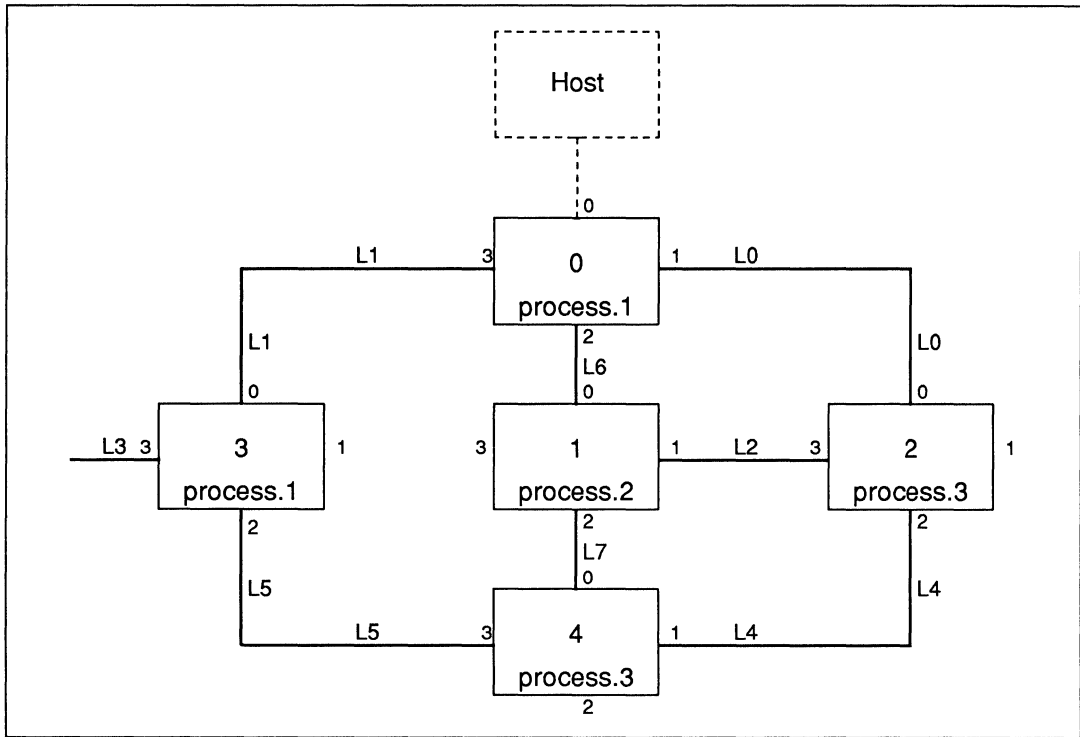 Host
0
L1 3 0 1 L0
process.1
2
L1 L6 L0
0 0 0
L3 3 3 1 3 1 1 L2 3 2 1
process.1 process.2 process.3
2 2 2
L7
0
L5 L4
L5 3 4 1 L4
process.3
2